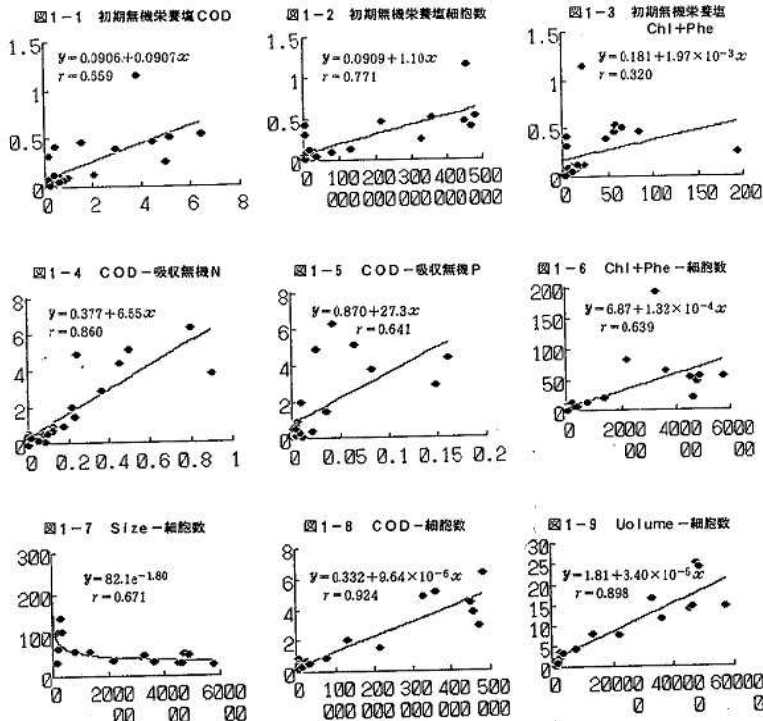 図1-1 初期無機栄養塩COD
y=0.0906+0.0907x
r=0.659
1.5
1
0.5
0
0 2 4 6 8
図1-2 初期無機栄養塩細胞数
y=0.0909+1.10x
r=0.771
1.5
1
0.5
0
0 100 200 300 400 500
000 000 000 000 000
図1-3 初期無機栄養塩
Chl+Phe
y=0.181+1.97×10⁻³x
r=0.320
1.5
1
0.5
0
0 50 100 150 200
図1-4 COD-吸収無機N
y=0.377+6.55x
r=0.860
8
6
4
2
0
0 0.2 0.4 0.6 0.8 1
図1-5 COD-吸収無機P
y=0.870+27.3x
r=0.641
8
6
4
2
0
0 0.05 0.1 0.15 0.2
図1-6 Chl+Phe-細胞数
y=6.87+1.32×10⁻⁴x
r=0.639
200
150
100
50
0
0 2000 4000 6000
00 00 00
図1-7 Size-細胞数
y=82.1e⁻¹·⁸⁰
r=0.671
300
200
100
0
0 2000 4000 6000
00 00 00
図1-8 COD-細胞数
y=0.332+9.64×10⁻⁶x
r=0.924
8
6
4
2
0
0 100 200 300 400 500
000 000 000 000 000
図1-9 Uolume-細胞数
y=1.81+3.40×10⁻⁵x
r=0.898
30
25
20
15
10
5
0
0 20000 40000 60000
0 0 0